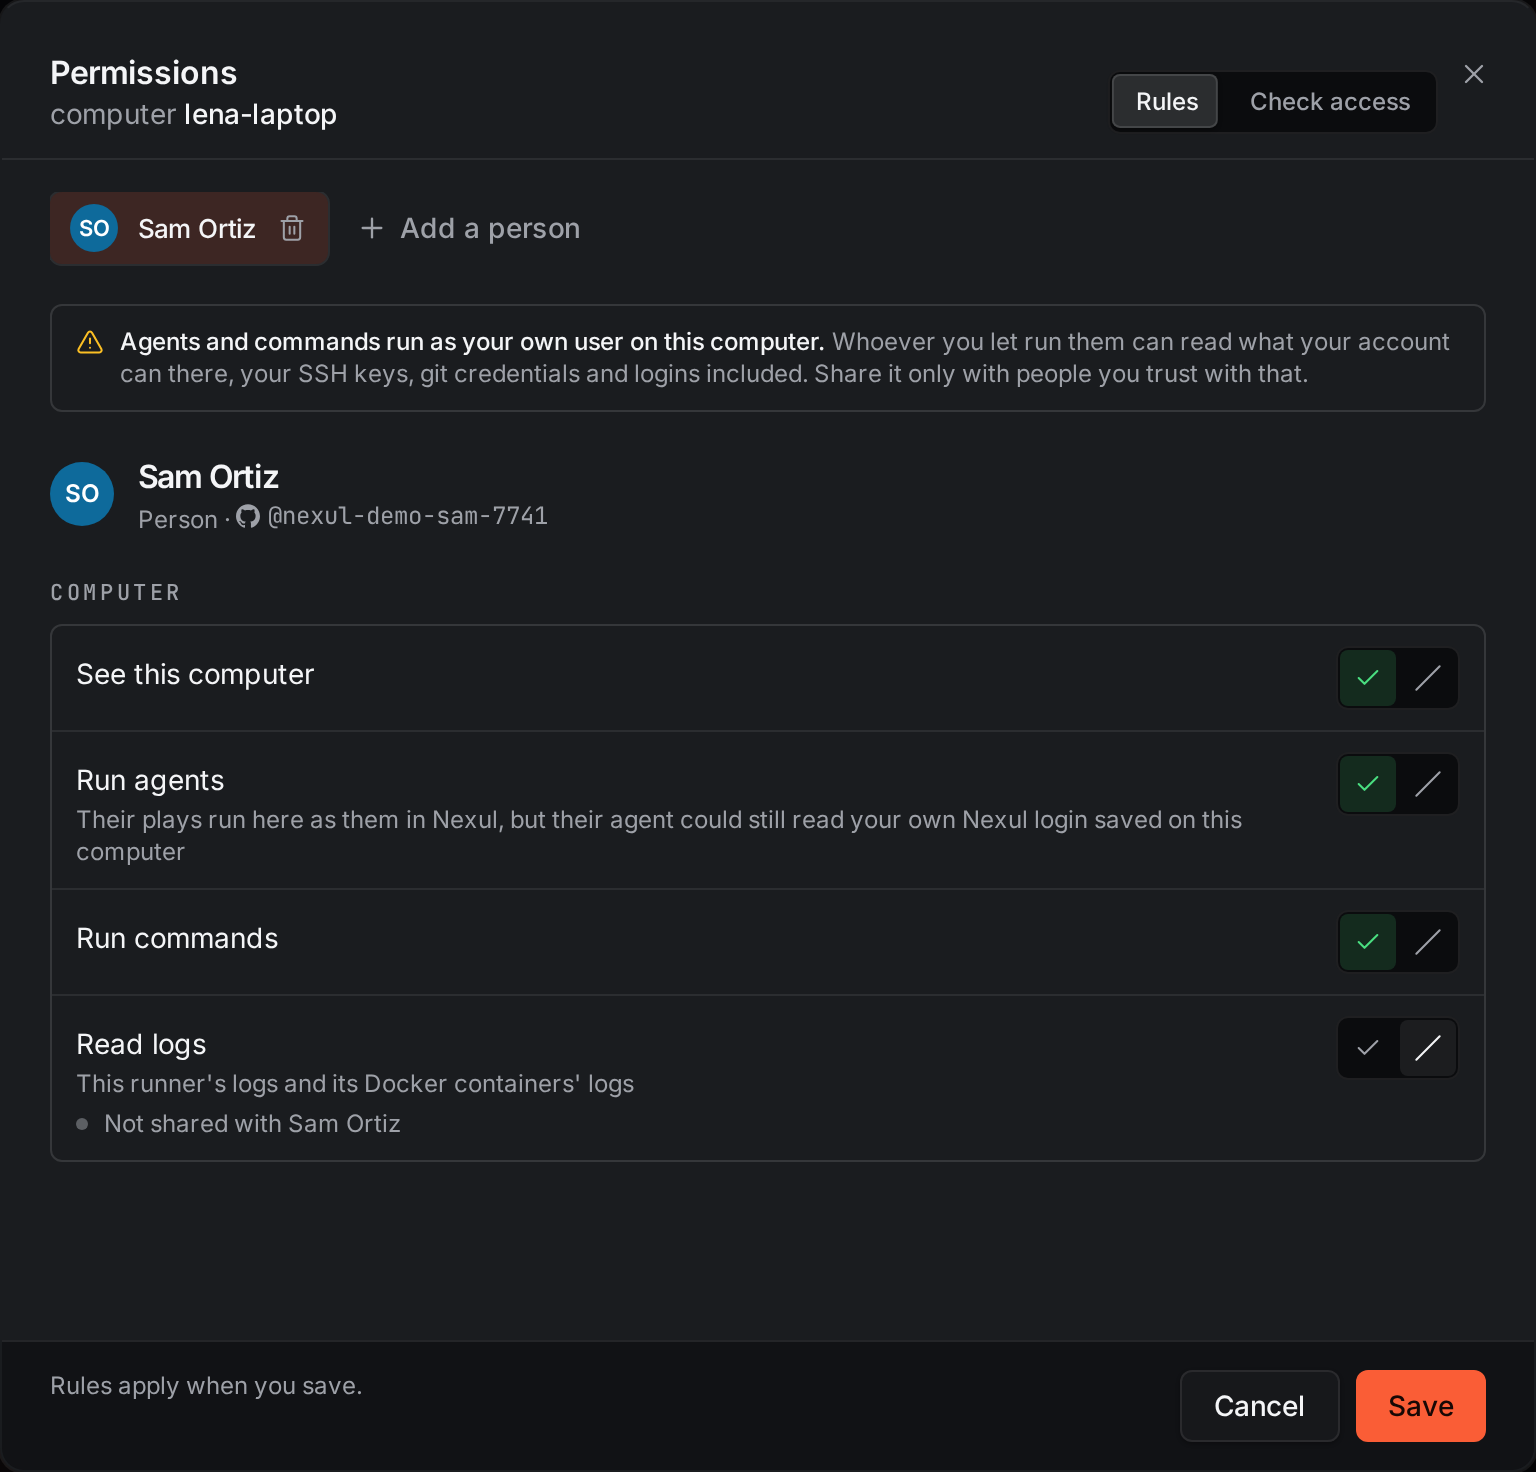 Permissions
computer lena-laptop
Rules
Check access
SO
Sam Ortiz
Add a person
Agents and commands run as your own user on this computer. Whoever you let run them can read what your account
can there, your SSH keys, git credentials and logins included. Share it only with people you trust with that.
SO
Sam Ortiz
Person · @nexul-demo-sam-7741
COMPUTER
See this computer
Run agents
Their plays run here as them in Nexul, but their agent could still read your own Nexul login saved on this
computer
Run commands
Read logs
This runner's logs and its Docker containers' logs
Not shared with Sam Ortiz
Rules apply when you save.
Cancel
Save